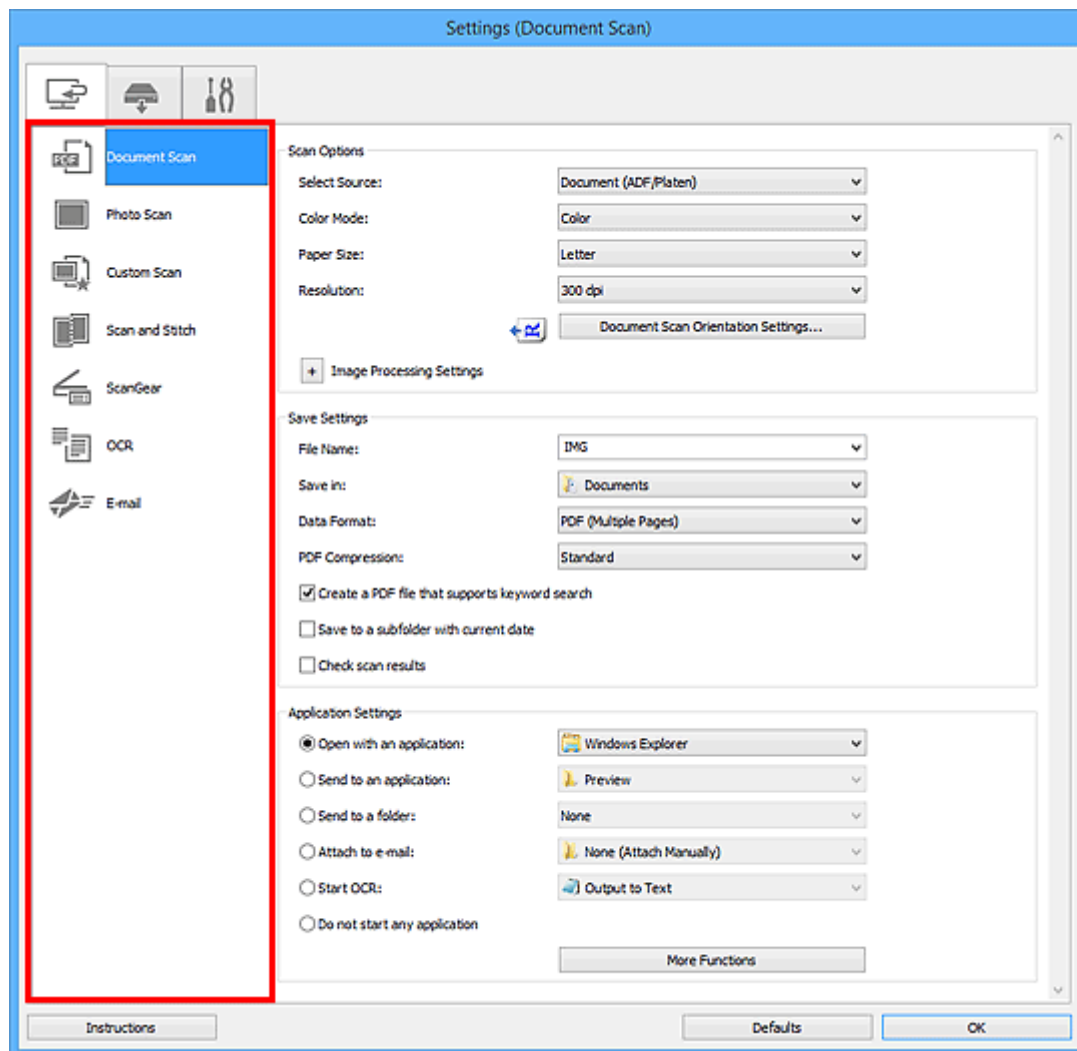 Settings (Document Scan)
PDF Document Scan
Photo Scan
Custom Scan
Scan and Stitch
ScanGear
OCR
E-mail
Scan Options
Select Source: Document (ADF/Platen)
Color Mode: Color
Paper Size: Letter
Resolution: 300 dpi
R Document Scan Orientation Settings...
+ Image Processing Settings
Save Settings
File Name: IMG
Save in: Documents
Data Format: PDF (Multiple Pages)
PDF Compression: Standard
Create a PDF file that supports keyword search
Save to a subfolder with current date
Check scan results
Application Settings
Open with an application: Windows Explorer
Send to an application: Preview
Send to a folder: None
Attach to e-mail: None (Attach Manually)
Start OCR: Output to Text
Do not start any application
More Functions
Instructions Defaults OK